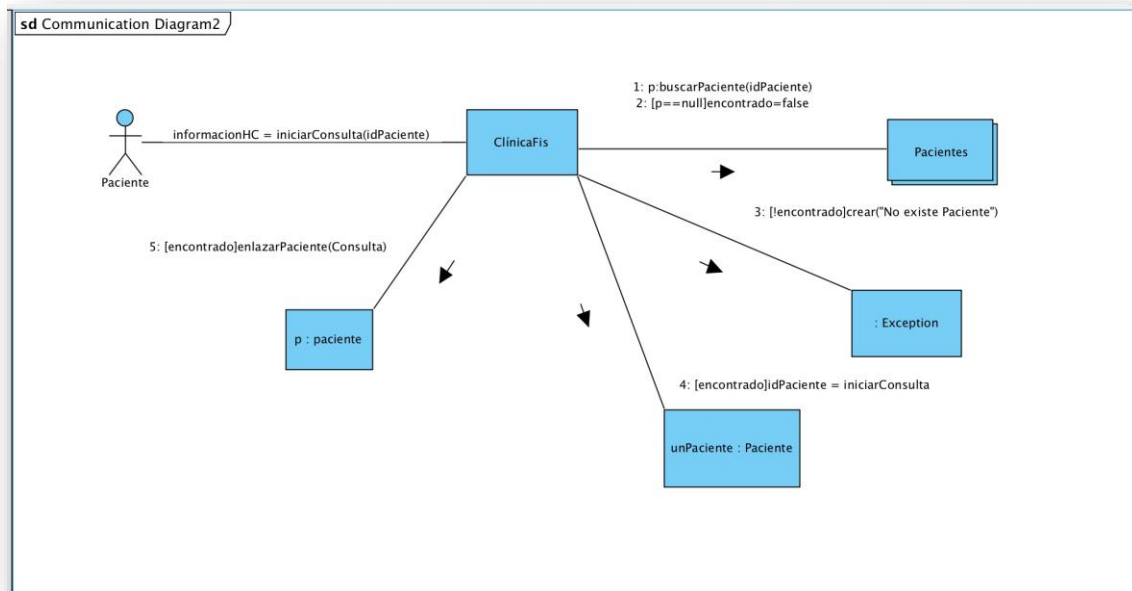 sd Communication Diagram2
1: p:buscarPaciente(idPaciente)
2: [p==null]encontrado=false
informacionHC = iniciarConsulta(idPaciente)
ClínicaFis
Pacientes
Paciente
3: [!encontrado]crear("No existe Paciente")
5: [encontrado]enlazarPaciente(Consulta)
: Exception
p : paciente
4: [encontrado]idPaciente = iniciarConsulta
unPaciente : Paciente